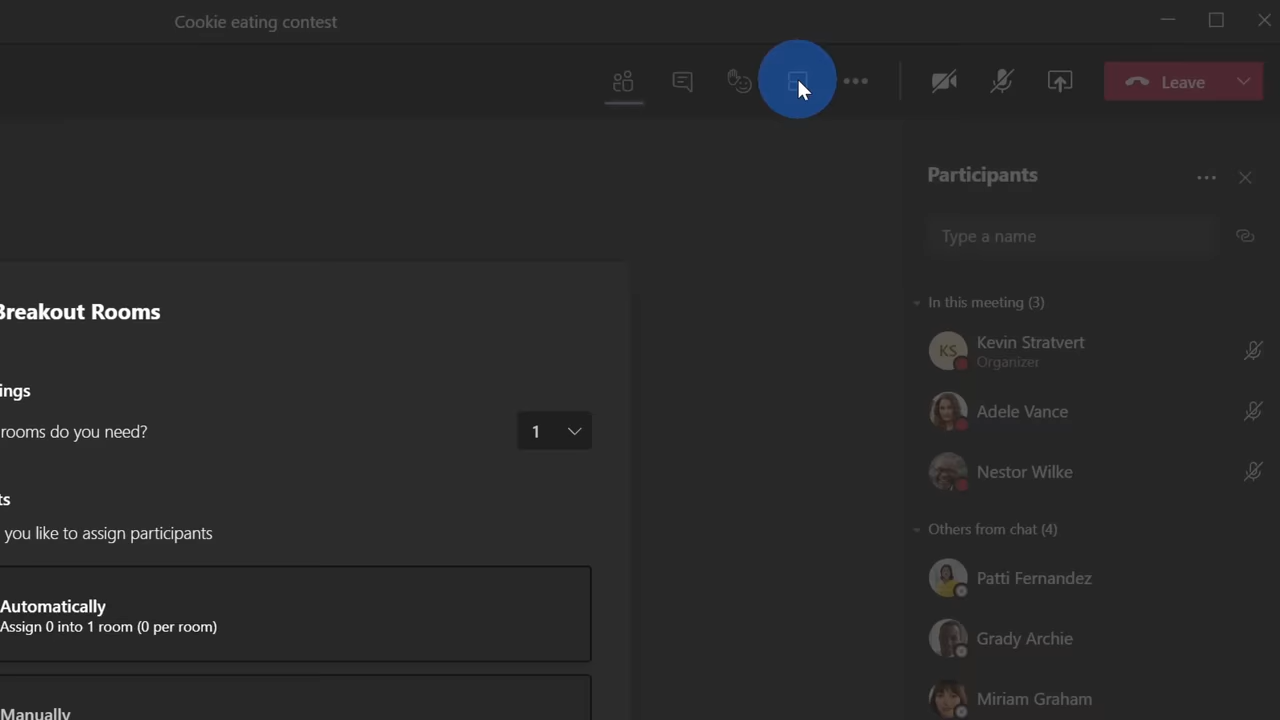 Cookie eating contest
Leave
Participants
Type a name
In this meeting (3)
Breakout Rooms
KS
Kevin Stratvert
Organizer
ings
Adele Vance
rooms do you need?
1
Nestor Wilke
ts
Others from chat (4)
you like to assign participants
Patti Fernandez
Automatically
Assign 0 into 1 room (0 per room)
Grady Archie
Miriam Graham
Manually